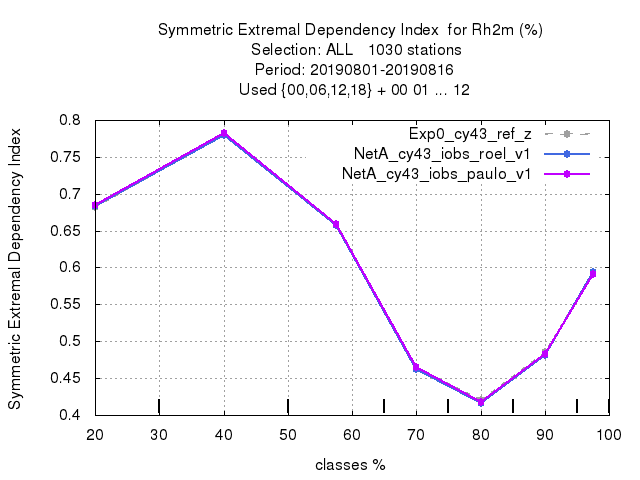 Symmetric Extremal Dependency Index for Rh2m (%)
Selection: ALL 1030 stations
Period: 20190801-20190816
Used {00,06,12,18} + 00 01 ... 12
Symmetric Extremal Dependency Index
0.8
0.75
0.7
0.65
0.6
0.55
0.5
0.45
0.4
Exp0_cy43_ref_z
NetA_cy43_iobs_roel_v1
NetA_cy43_iobs_paulo_v1
20 30 40 50 60 70 80 90 100
classes %